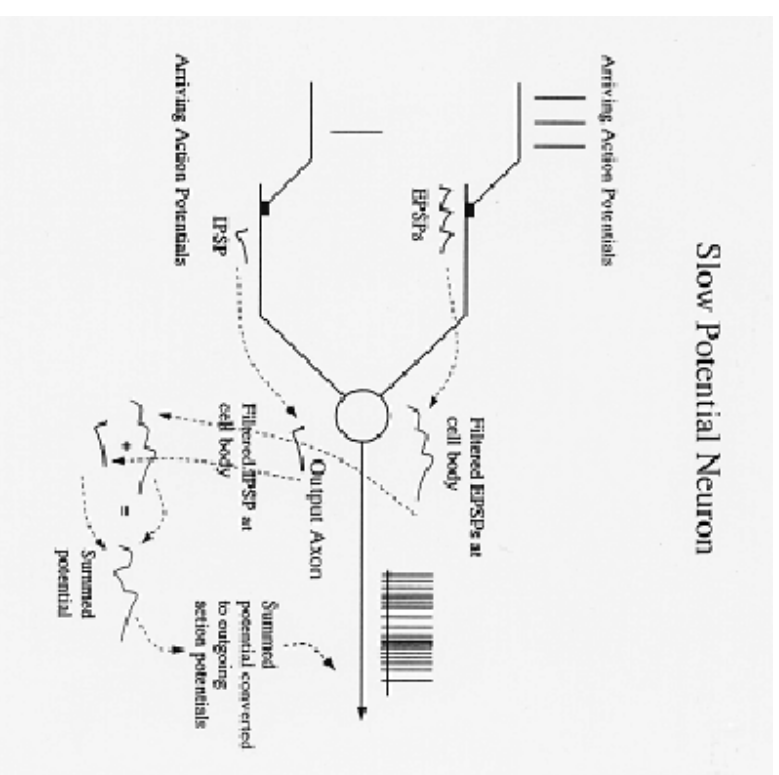 Slow Potential Neuron
Arriving Action Potentials
EPSPs
Filtered EPSPs at
cell body
Output Axon
IPSP
Filtered IPSP at
cell body
Arriving Action Potentials
+
=
Summed
potential
Summed
potential converted
to outgoing
action potentials